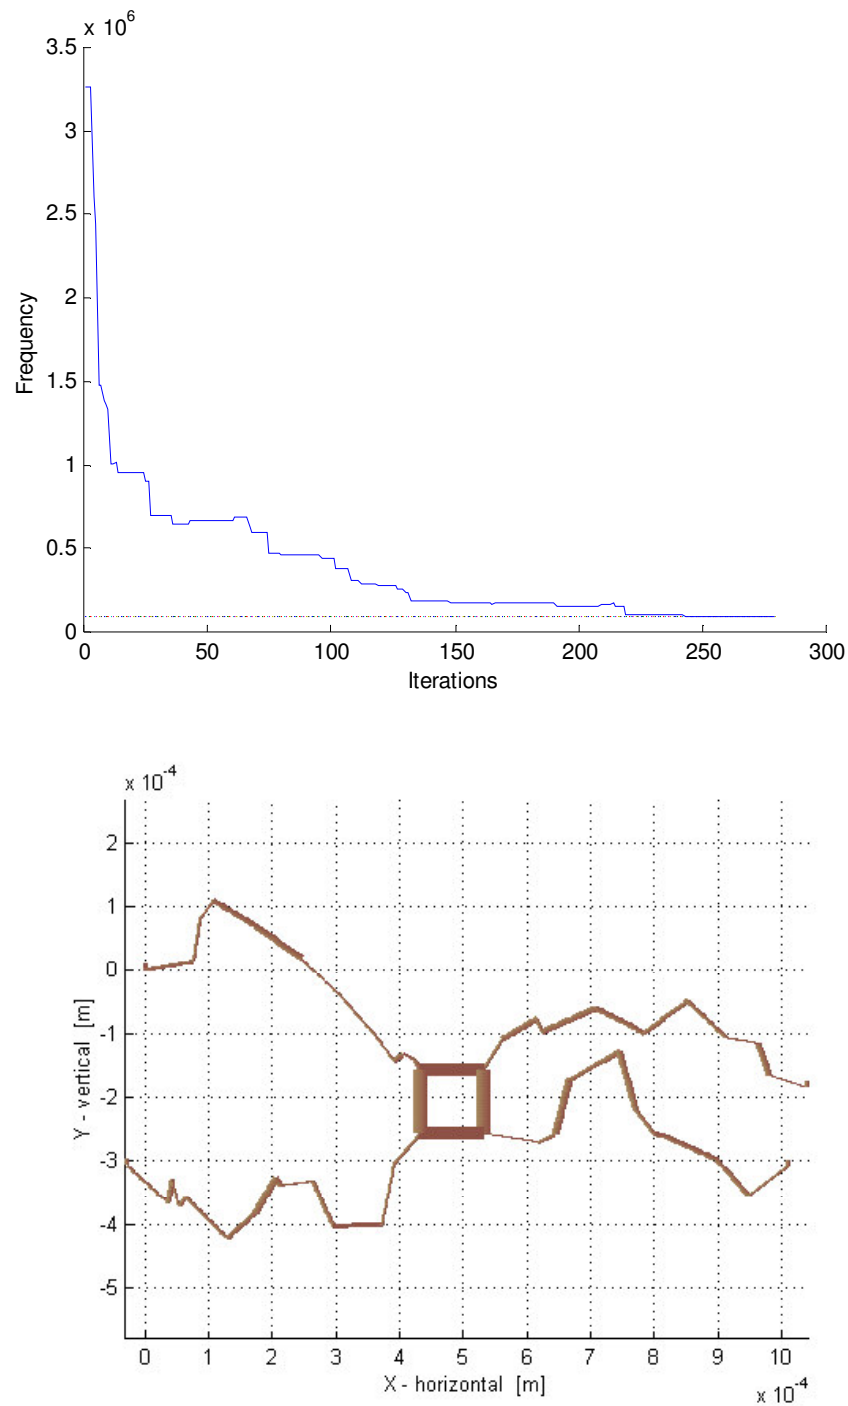 x 10^6
3.5
3
2.5
2
1.5
1
0.5
0
Frequency
0 50 100 150 200 250 300
Iterations
x 10^-4
2
1
0
-1
-2
-3
-4
-5
Y - vertical [m]
0 1 2 3 4 5 6 7 8 9 10
X - horizontal [m]
x 10^-4